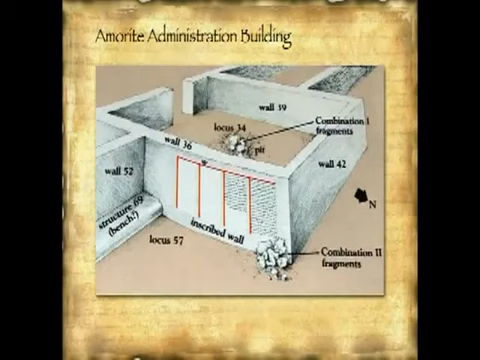 Amorite Administration Building
wall 39
Combination I
fragments
locus 34
wall 36
pit
wall 42
wall 52
N
structure 69
(bench?)
inscribed wall
locus 57
Combination II
fragments